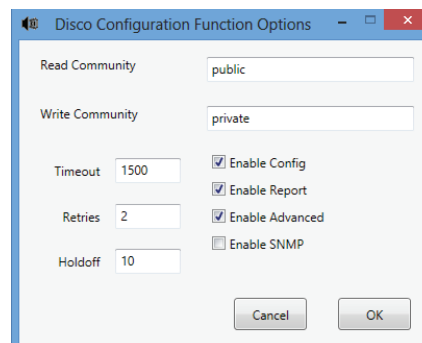 Disco Configuration Function Options
Read Community
public
Write Community
private
Timeout
1500
Retries
2
Holdoff
10
Enable Config
Enable Report
Enable Advanced
Enable SNMP
Cancel
OK